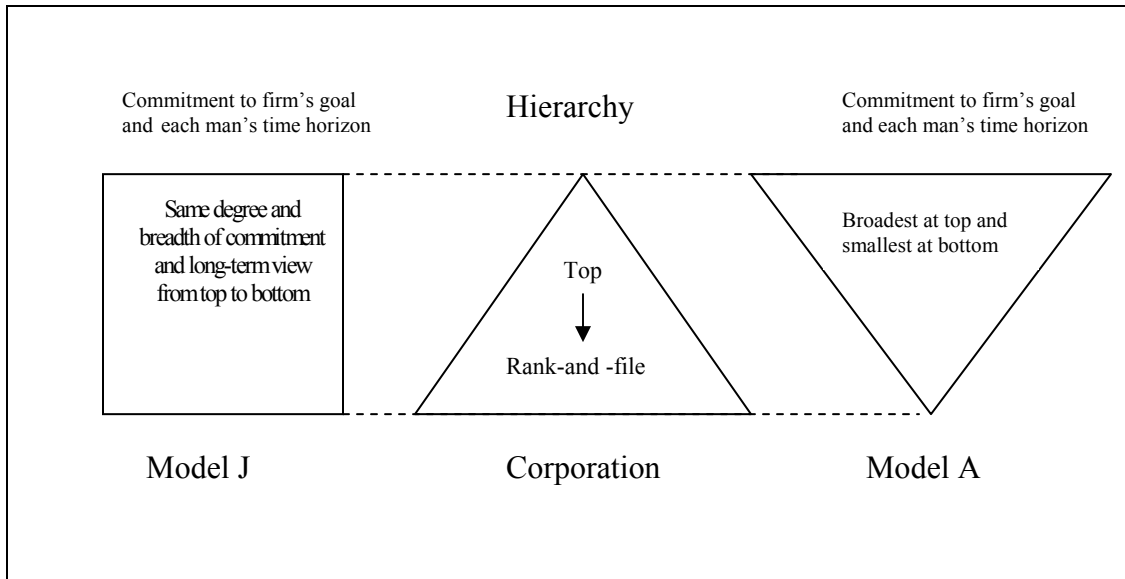 Commitment to firm's goal
and each man's time horizon
Hierarchy
Commitment to firm's goal
and each man's time horizon
Same degree and
breadth of commitment
and long-term view
from top to bottom
Top
Rank-and -file
Broadest at top and
smallest at bottom
Model J
Corporation
Model A